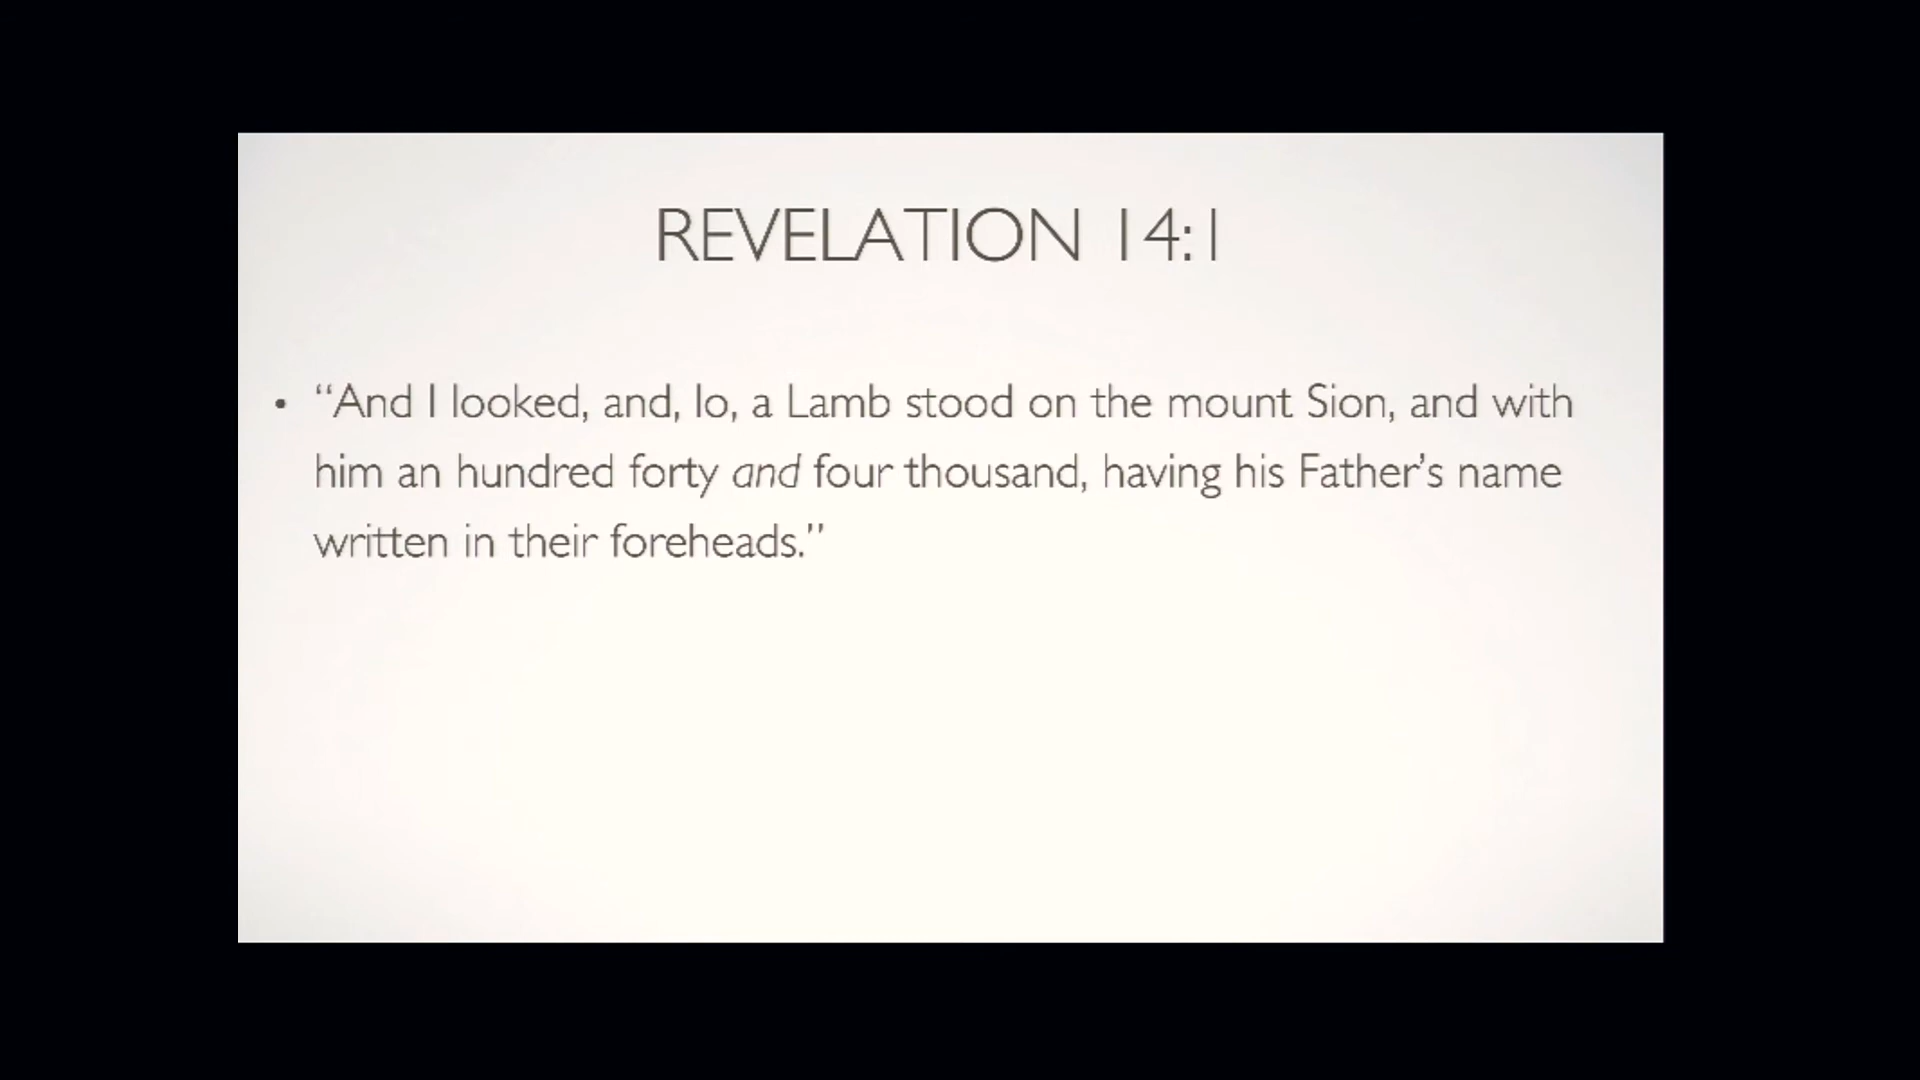 REVELATION 14:1
• “And I looked, and, lo, a Lamb stood on the mount Sion, and with
him an hundred forty and four thousand, having his Father’s name
written in their foreheads.”